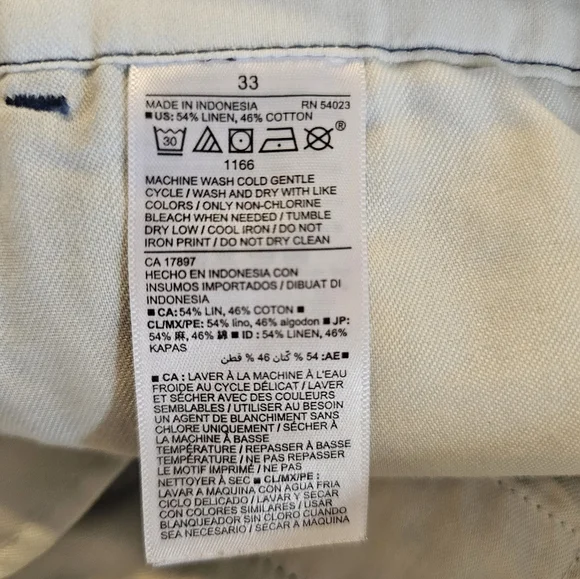 33
MADE IN INDONESIA RN 54023
■ US: 54% LINEN, 46% COTTON
30 ®
1166
MACHINE WASH COLD GENTLE
CYCLE / WASH AND DRY WITH LIKE
COLORS / ONLY NON-CHLORINE
BLEACH WHEN NEEDED / TUMBLE
DRY LOW / COOL IRON / DO NOT
IRON PRINT / DO NOT DRY CLEAN
CA 17897
HECHO EN INDONESIA CON
INSUMOS IMPORTADOS / DIBUAT DI
INDONESIA
■ CA: 54% LIN, 46% COTON ■
CL/MX/PE: 54% lino, 46% algodon ■ JP:
54% 麻, 46% 綿 ■ ID : 54% LINEN, 46%
KAPAS
■ AE: 54 % كتان 46 % قطن
■ CA : LAVER À LA MACHINE À L'EAU
FROIDE AU CYCLE DÉLICAT / LAVER
ET SÉCHER AVEC DES COULEURS
SEMBLABLES / UTILISER AU BESOIN
UN AGENT DE BLANCHIMENT SANS
CHLORE UNIQUEMENT / SÉCHER À
LA MACHINE À BASSE
TEMPÉRATURE / REPASSER À BASSE
TEMPÉRATURE / NE PAS REPASSER
LE MOTIF IMPRIMÉ / NE PAS
NETTOYER À SEC ■ CL/MX/PE:
LAVAR A MAQUINA CON AGUA FRIA
CICLO DELICADO / LAVAR Y SECAR
CON COLORES SIMILARES / USAR
BLANQUEADOR SIN CLORO CUANDO
SEA NECESARIO / SECAR A MAQUINA